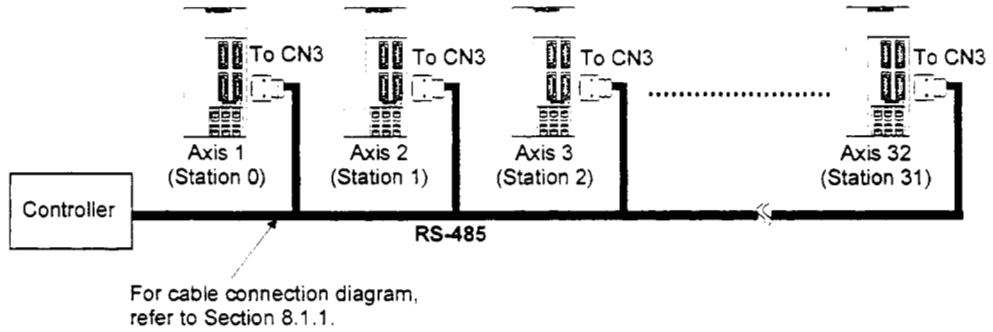 To CN3
To CN3
To CN3
To CN3
Axis 1
(Station 0)
Axis 2
(Station 1)
Axis 3
(Station 2)
Axis 32
(Station 31)
Controller
RS-485
For cable connection diagram,
refer to Section 8.1.1.